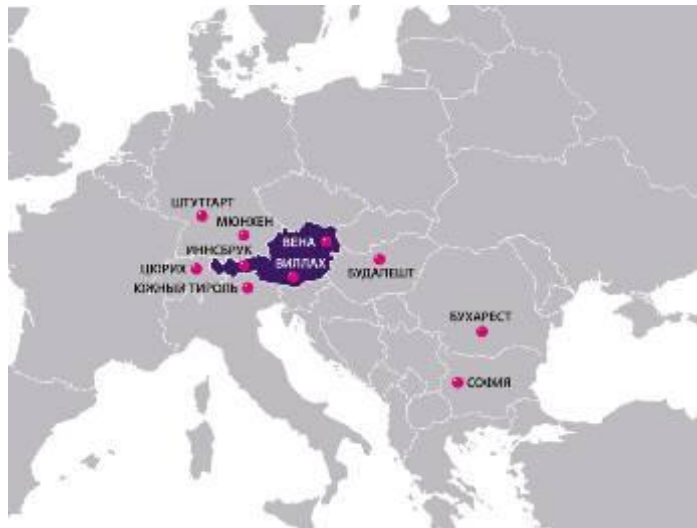 ШТУТГАРТ
МЮНХЕН
ВЕНА
ИННСБРУК
ВИЛЛАХ
ЦЮРИХ
БУДАПЕШТ
ЮЖНЫЙ ТИРОЛЬ
БУХАРЕСТ
СОФИЯ